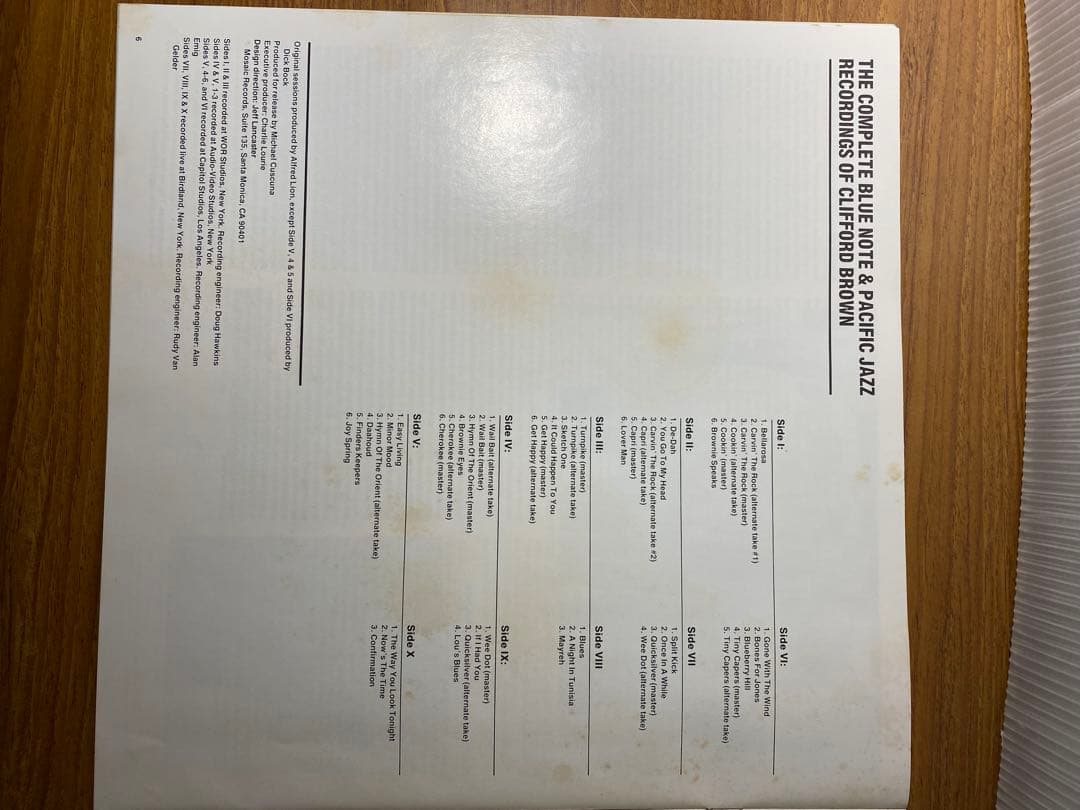 THE COMPLETE BLUE NOTE & PACIFIC JAZZ
RECORDINGS OF CLIFFORD BROWN
Side I:
1. Bellarosa
2. Carvin' The Rock (alternate take #1)
3. Carvin' The Rock (master)
4. Cookin' (alternate take)
5. Cookin' (master)
6. Brownie Speaks
Side II:
1. De-Dah
2. You Go To My Head
3. Carvin' The Rock (alternate take #2)
4. Capri (alternate take)
5. Capri (master)
6. Lover Man
Side III:
1. Turnpike (master)
2. Turnpike (alternate take)
3. Sketch One
4. It Could Happen To You
5. Get Happy (master)
6. Get Happy (alternate take)
Side IV:
1. Wail Bait (alternate take)
2. Wail Bait (master)
3. Hymn Of The Orient (master)
4. Brownie Eyes
5. Cherokee (alternate take)
6. Cherokee (master)
Side V:
1. Easy Living
2. Minor Mood
3. Hymn Of The Orient (alternate take)
4. Daahoud
5. Finders Keepers
6. Joy Spring
Side VI:
1. Gone With The Wind
2. Bones For Jones
3. Blueberry Hill
4. Tiny Capers (master)
5. Tiny Capers (alternate take)
Side VII
1. Split Kick
2. Once In A While
3. Quicksilver (master)
4. Wee Dot (alternate take)
Side VIII
1. Blues
2. A Night In Tunisia
3. Mayreh
Side IX:
1. Wee Dot (master)
2. If I Had You
3. Quicksilver (alternate take)
4. Lou's Blues
Side X
1. The Way You Look Tonight
2. Now's The Time
3. Confirmation
Original sessions produced by Alfred Lion, except Side V, 4 & 5 and Side VI produced by
Dick Bock
Produced for release by Michael Cuscuna
Executive producer: Charlie Lourie
Design direction: Jeff Lancaster
Mosaic Records, Suite 135, Santa Monica, CA 90401
Sides I, II & III recorded at WOR Studios, New York. Recording engineer: Doug Hawkins
Sides IV & V, 1-3 recorded at Audio-Video Studios, New York
Sides V, 4-6, and VI recorded at Capitol Studios, Los Angeles. Recording engineer: Alan
Emig
Sides VII, VIII, IX & X recorded live at Birdland, New York. Recording engineer: Rudy Van
Gelder
6